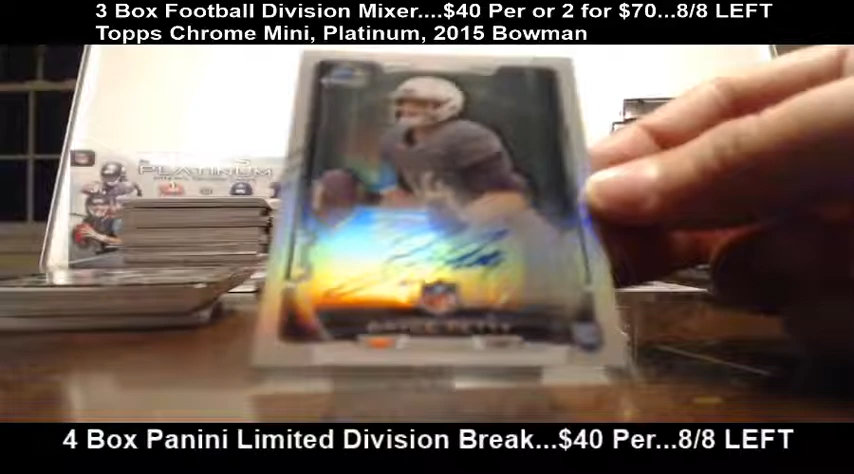 3 Box Football Division Mixer....$40 Per or 2 for $70...8/8 LEFT
Topps Chrome Mini, Platinum, 2015 Bowman
PLATINUM
BRYCE PETTY
4 Box Panini Limited Division Break...$40 Per...8/8 LEFT